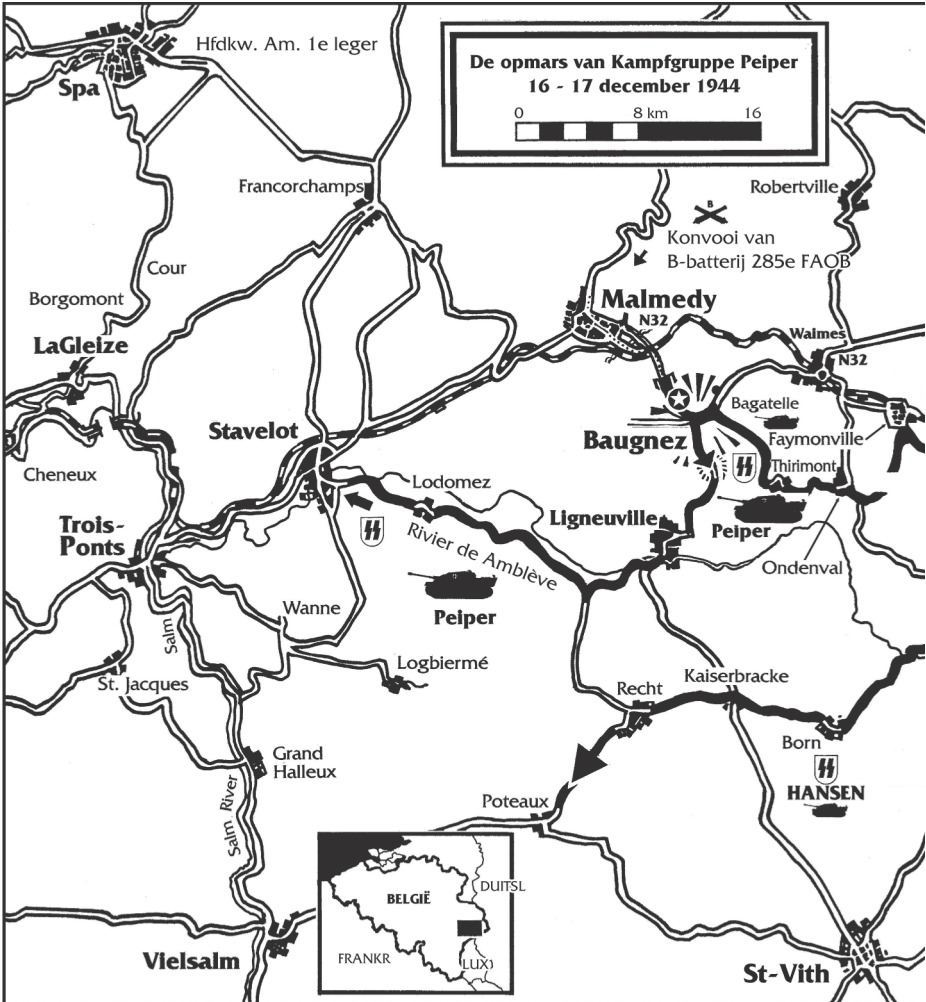 Hfdkw. Am. 1e leger
Spa
De opmars van Kampfgruppe Peiper
16 - 17 december 1944
0 8 km 16
Francorchamps
Robertville
B
Konvooi van
B-batterij 285e FAOB
Cour
Borgomont
Malmedy
N32
LaGleize
Waimes
N32
Bagatelle
Stavelot
Baugnez
Faymonville
Cheneux
Thirimont
Lodomez
Ligneuville
Peiper
Trois-
Ponts
Rivier de Amblève
Ondenval
Wanne
Peiper
Salm
Logbiermé
St. Jacques
Kaiserbracke
Recht
Born
Grand
Halleux
HANSEN
Salm River
Poteaux
BELGIË
DUITSL
FRANKR
LUX
Vielsalm
St-Vith